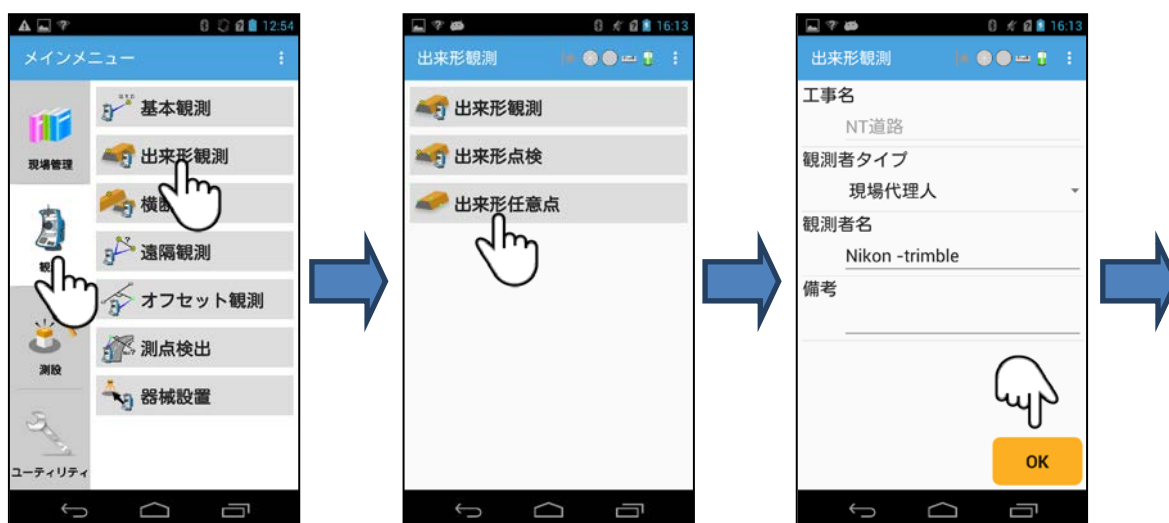 12:54
メインメニュー
現場管理
測設
ユーティリティ
基本観測
出来形観測
遠隔観測
オフセット観測
測点検出
器械設置
16:13
出来形観測
出来形観測
出来形点検
出来形任意点
16:13
出来形観測
工事名
NT道路
観測者タイプ
現場代理人
観測者名
Nikon -trimble
備考
OK